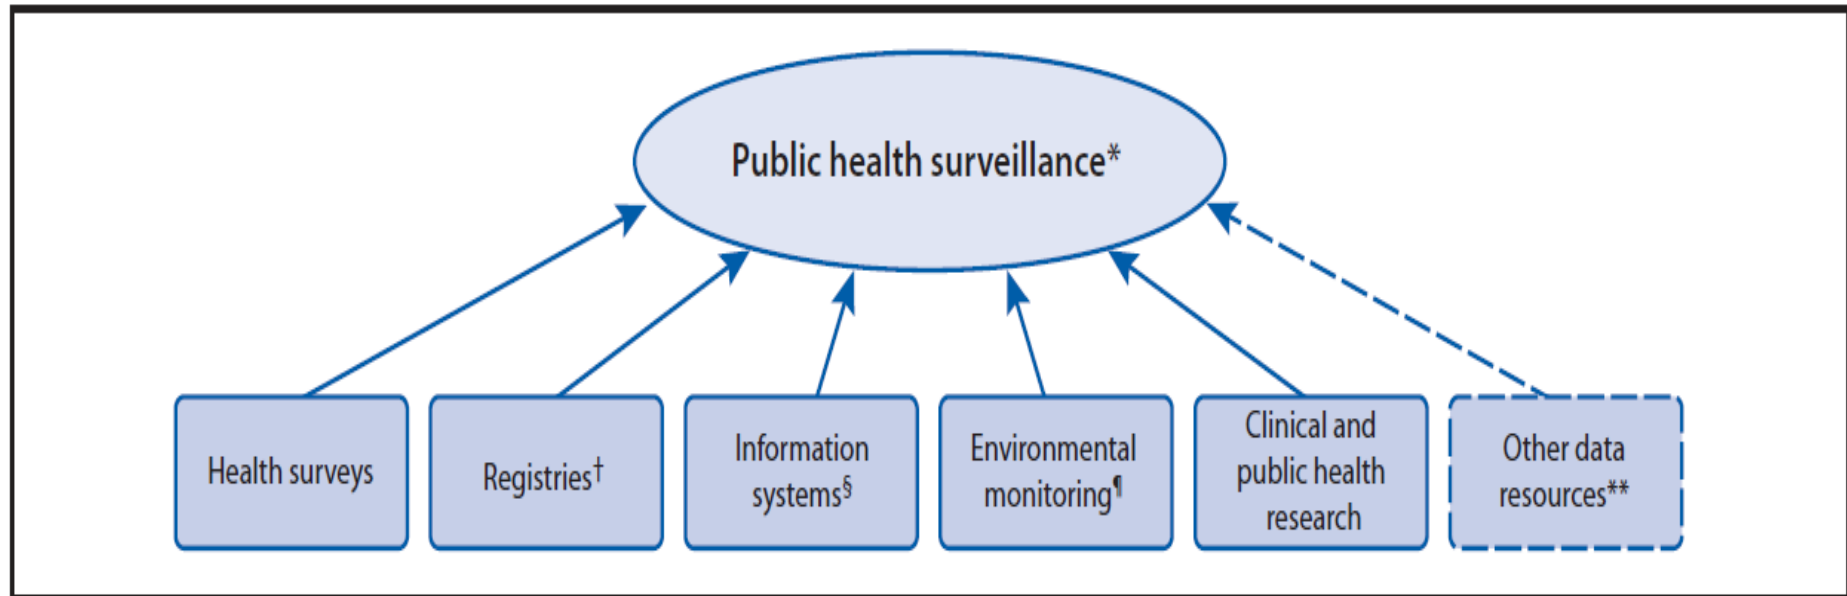 Public health surveillance*
Health surveys
Registries†
Information
systems§
Environmental
monitoring¶
Clinical and
public health
research
Other data
resources**